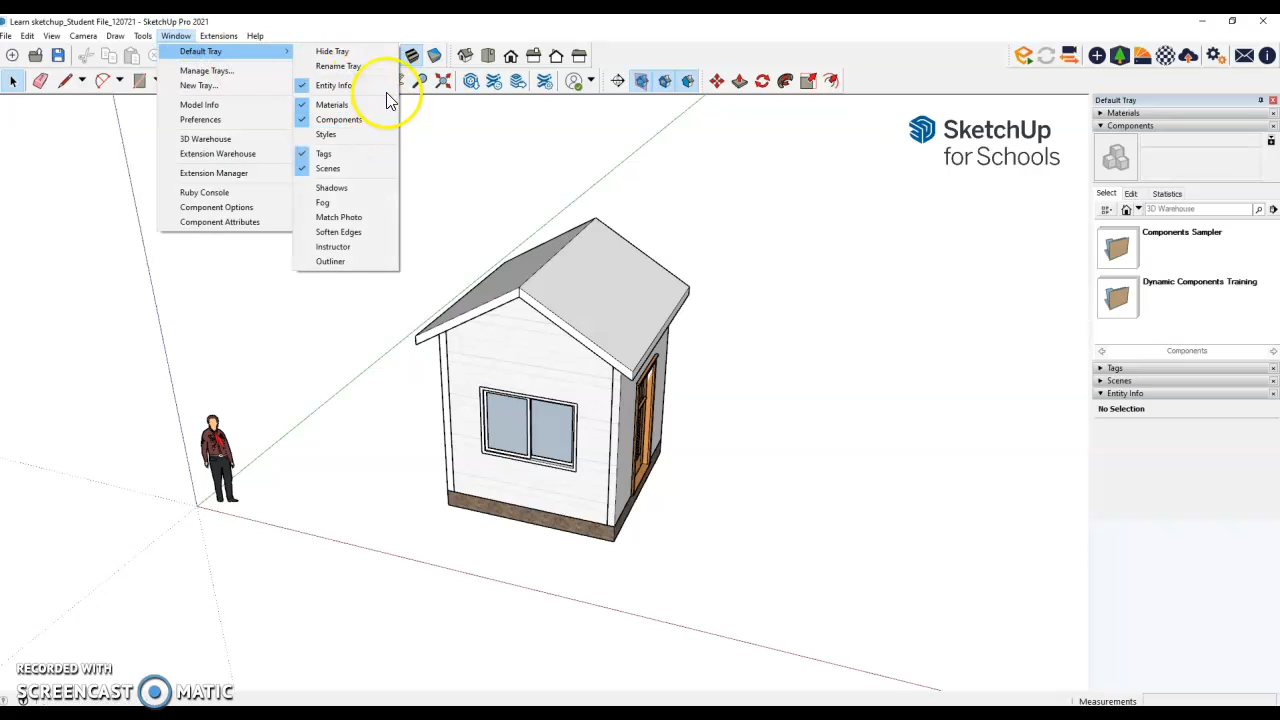 Learn sketchup_Student File_120721 - SketchUp Pro 2021
File Edit View Camera Draw Tools Window Extensions Help
Default Tray
Manage Trays...
New Tray...
Model Info
Preferences
3D Warehouse
Extension Warehouse
Extension Manager
Ruby Console
Component Options
Component Attributes
Hide Tray
Rename Tray
Entity Info
Materials
Components
Styles
Tags
Scenes
Shadows
Fog
Match Photo
Soften Edges
Instructor
Outliner
SketchUp
for Schools
Default Tray
Materials
Components
Select Edit Statistics
3D Warehouse
Components Sampler
Dynamic Components Training
Components
Tags
Scenes
Entity Info
No Selection
RECORDED WITH
SCREENCAST MATIC
Measurements